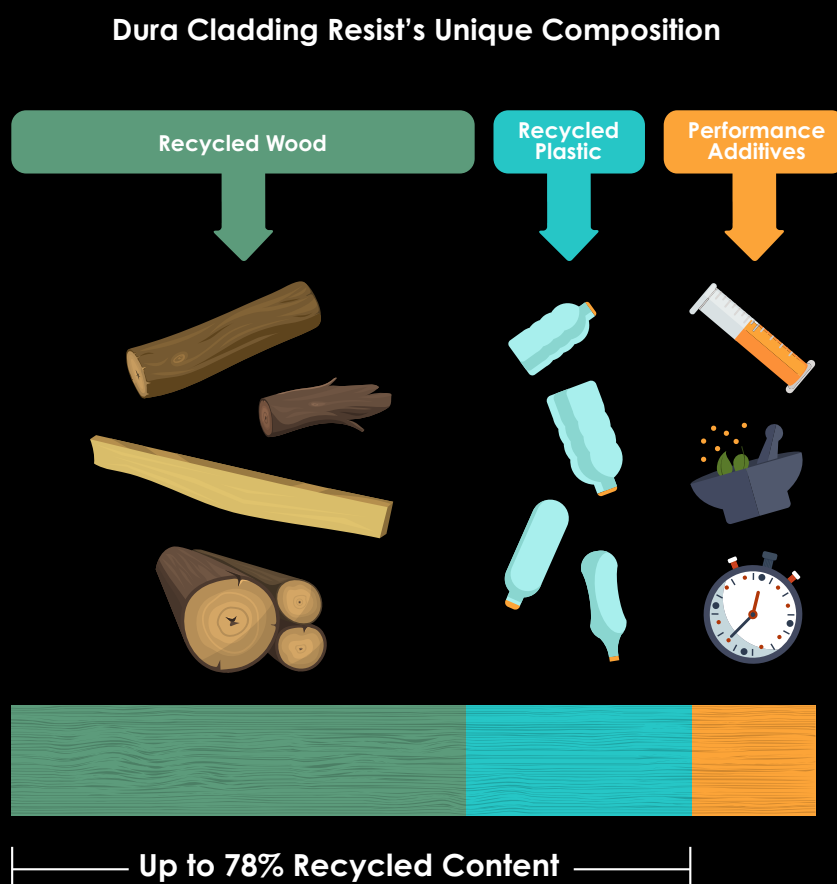 Dura Cladding Resist's Unique Composition
Recycled Wood
Recycled
Plastic
Performance
Additives
Up to 78% Recycled Content